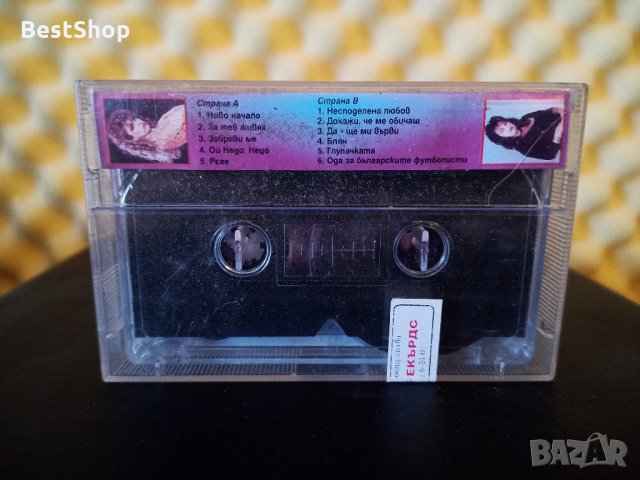 BestShop
Страна А
1. Ново начало
2. За теб живях
3. Забрави ме
4. Ой Недо, Недо
5. Рєее
Страна В
1. Несподелена любов
2. Докажи, че ме обичаш
3. Да - ще ми върви
4. Блян
5. Глупачката
6. Ода за българските футболисти
ЕКЪРДС
BAZAR